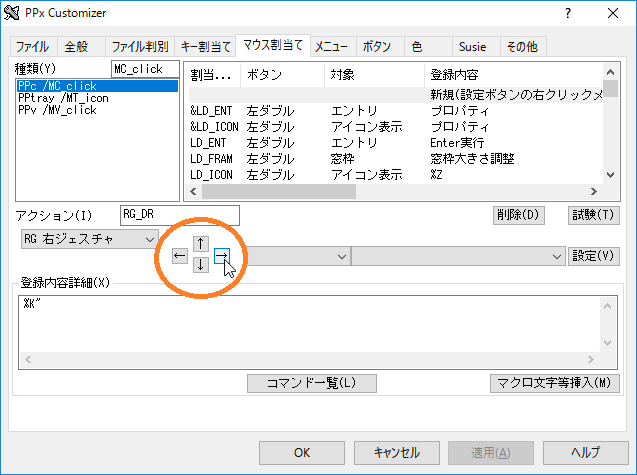 PPx Customizer
ファイル 全般 ファイル判別 キー割当て マウス割当て メニュー ボタン 色 Susie その他
種類(Y) MC_click
PPc /MC_click
PPtray /MT_icon
PPv /MV_click
割当... ボタン 対象 登録内容
新規(設定ボタンの右クリックメ
&LD_ENT 左ダブル エントリ プロパティ
&LD_ICON 左ダブル アイコン表示 プロパティ
LD_ENT 左ダブル エントリ Enter実行
LD_FRAM 左ダブル 窓枠 窓枠大きさ調整
LD_ICON 左ダブル アイコン表示 %Z
アクション(I) RG_DR 削除(D) 試験(T)
RG 右ジェスチャ ← ↑ ↓ → 設定(V)
登録内容詳細(X)
%K"
コマンド一覧(L) マクロ文字等挿入(M)
OK キャンセル 適用(A) ヘルプ